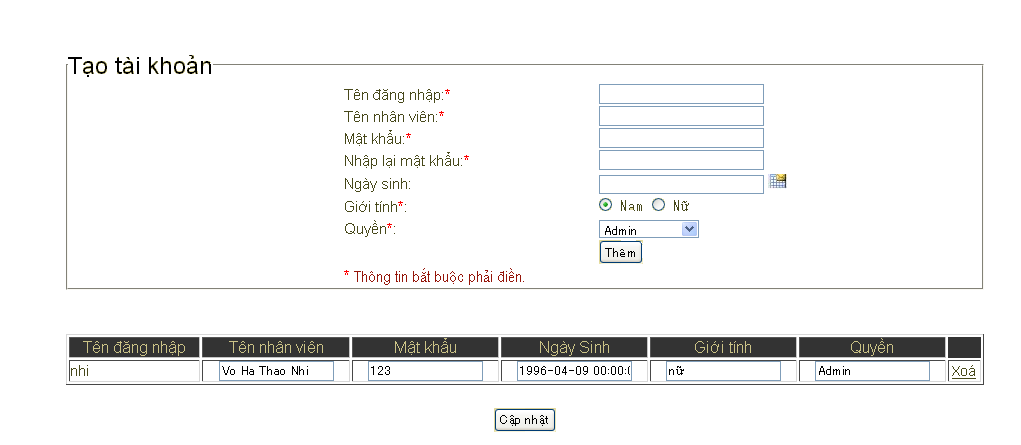 Tạo tài khoản
Tên đăng nhập:*
Tên nhân viên:*
Mật khẩu:*
Nhập lại mật khẩu:*
Ngày sinh:
Giới tính*: Nam Nữ
Quyền*: Admin
Thêm
* Thông tin bắt buộc phải điền.
Tên đăng nhập Tên nhân viên Mật khẩu Ngày Sinh Giới tính Quyền
nhi Vo Ha Thao Nhi 123 1996-04-09 00:00:( nữ Admin Xoá
Cập nhật